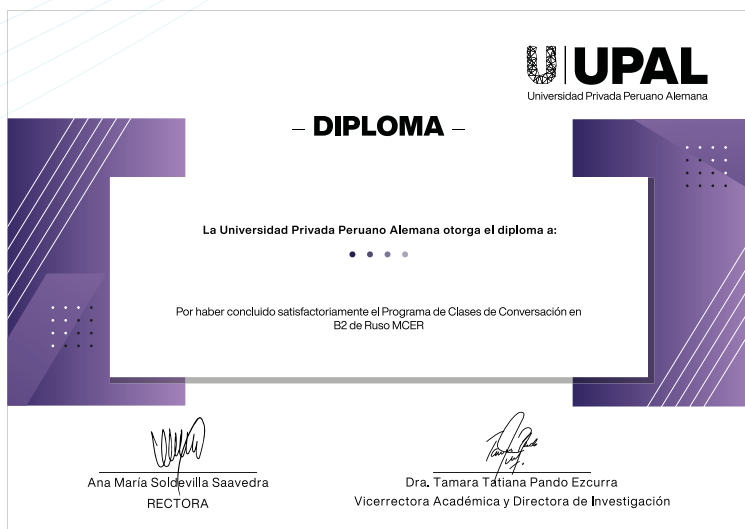 UPAL
Universidad Privada Peruano Alemana
– DIPLOMA –
La Universidad Privada Peruano Alemana otorga el diploma a:
Por haber concluido satisfactoriamente el Programa de Clases de Conversación en
B2 de Ruso MCER
Ana María Soldevilla Saavedra
RECTORA
Dra. Tamara Tatiana Pando Ezcurra
Vicerrectora Académica y Directora de Investigación